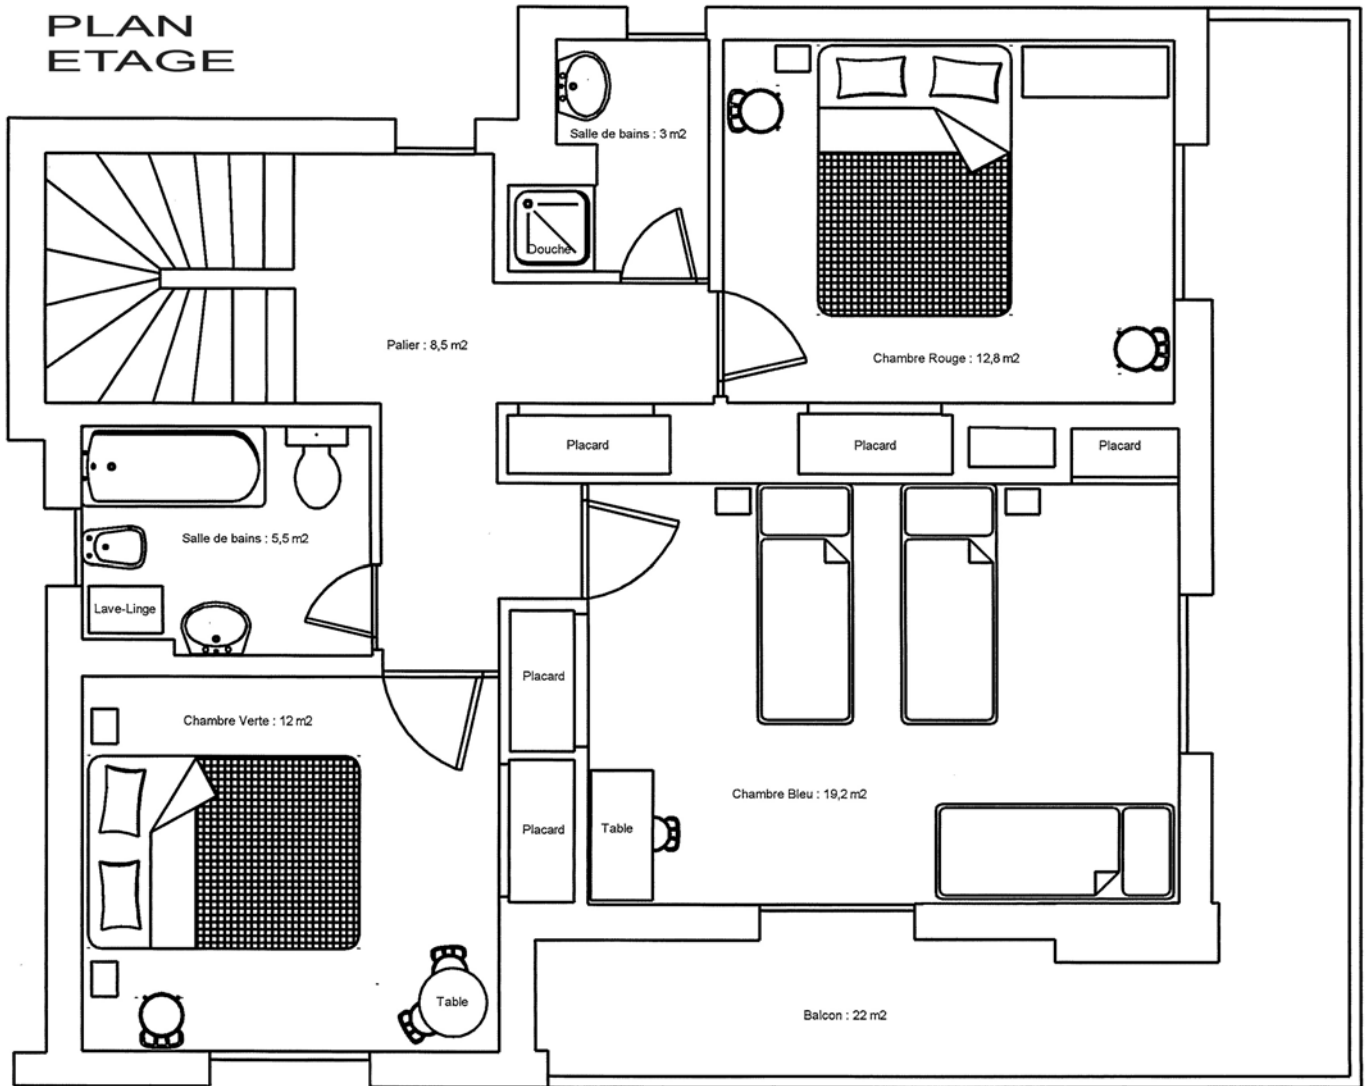 PLAN
ETAGE
Salle de bains : 3 m2
Douche
Palier : 8,5 m2
Chambre Rouge : 12,8 m2
Placard
Placard
Placard
Salle de bains : 5,5 m2
Lave-Linge
Placard
Chambre Verte : 12 m2
Chambre Bleu : 19,2 m2
Placard
Table
Table
Balcon : 22 m2